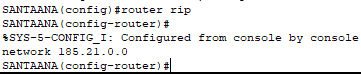 SANTAANA(config)#router rip
SANTAANA(config-router)#
%SYS-5-CONFIG_I: Configured from console by console
network 185.21.0.0
SANTAANA(config-router)#